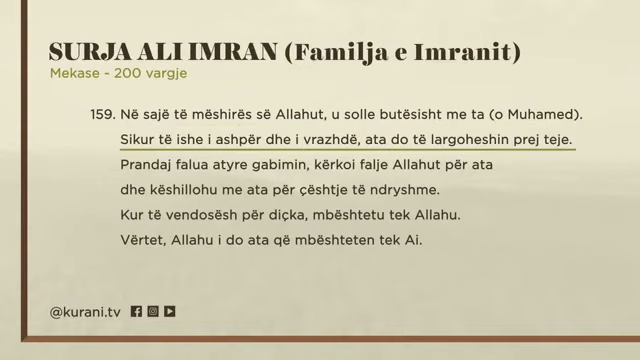 SURJA ALI IMRAN (Familja e Imranit)
Mekase - 200 vargje
159. Në sajë të mëshirës së Allahut, u solle butësisht me ta (o Muhamed).
Sikur të ishe i ashpër dhe i vrazhdë, ata do të largoheshin prej teje.
Prandaj falua atyre gabimin, kërkoi falje Allahut për ata
dhe këshillohu me ata për çështje të ndryshme.
Kur të vendosësh për diçka, mbështetu tek Allahu.
Vërtet, Allahu i do ata që mbështeten tek Ai.
@kurani.tv